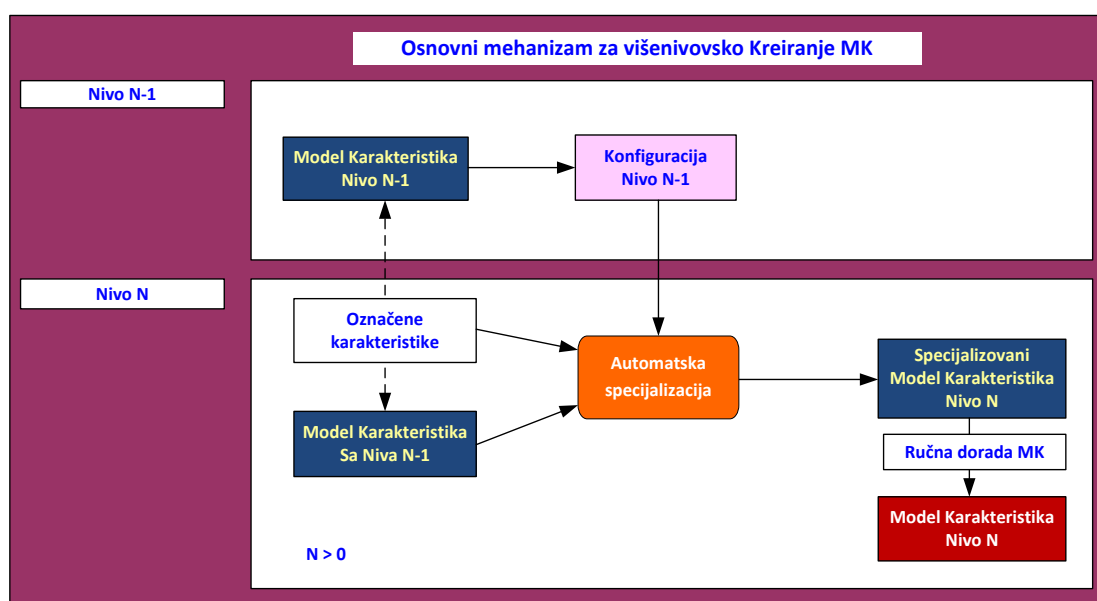 Osnovni mehanizam za višenivovsko Kreiranje MK
Nivo N-1
Model Karakteristika
Nivo N-1
Konfiguracija
Nivo N-1
Nivo N
Označene
karakteristike
Automatska
specijalizacija
Specijalizovani
Model Karakteristika
Nivo N
Model Karakteristika
Sa Niva N-1
Ručna dorada MK
Model Karakteristika
Nivo N
N > 0